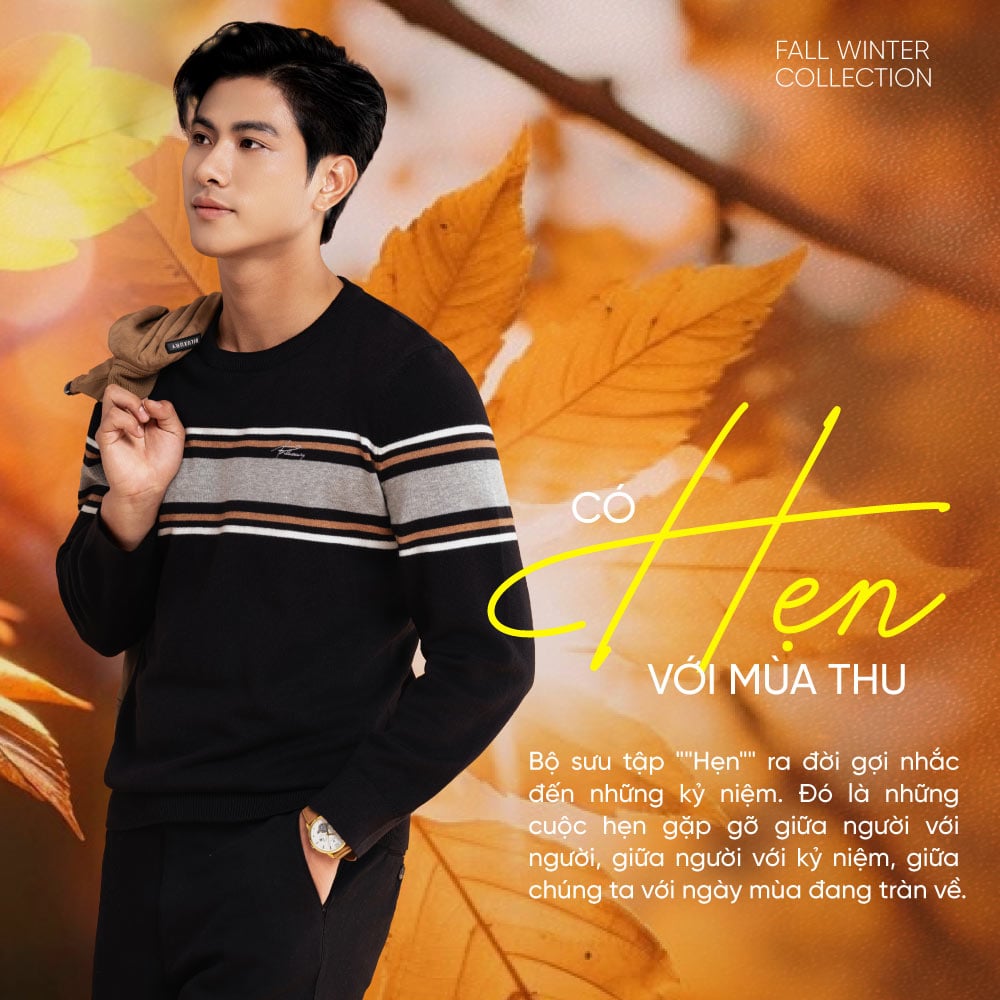 FALL WINTER
COLLECTION
CÓ
Hẹn
VỚI MÙA THU
Bộ sưu tập ""Hẹn"" ra đời gợi nhắc
đến những kỷ niệm. Đó là những
cuộc hẹn gặp gỡ giữa người với
người, giữa người với kỷ niệm, giữa
chúng ta với ngày mùa đang tràn về.